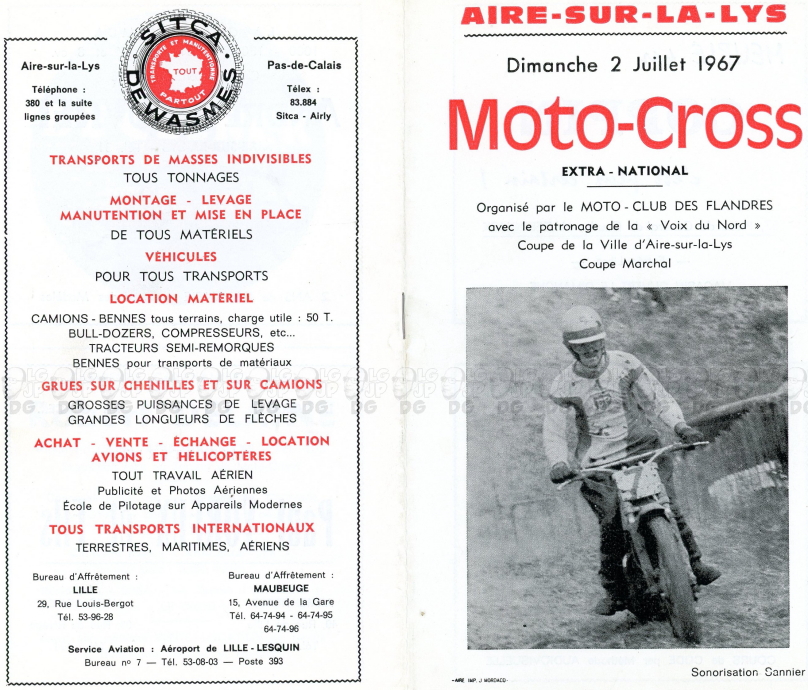 SITCA
DEWASMES
TRANSPORTE ET MANUTENTIONNE
TOUT
PARTOUT
Aire-sur-la-Lys
Téléphone :
380 et la suite
lignes groupées
Pas-de-Calais
Télex :
83.884
Sitca - Airly
TRANSPORTS DE MASSES INDIVISIBLES
TOUS TONNAGES
MONTAGE - LEVAGE
MANUTENTION ET MISE EN PLACE
DE TOUS MATÉRIELS
VÉHICULES
POUR TOUS TRANSPORTS
LOCATION MATÉRIEL
CAMIONS - BENNES tous terrains, charge utile : 50 T.
BULL-DOZERS, COMPRESSEURS, etc...
TRACTEURS SEMI-REMORQUES
BENNES pour transports de matériaux
GRUES SUR CHENILLES ET SUR CAMIONS
GROSSES PUISSANCES DE LEVAGE
GRANDES LONGUEURS DE FLÈCHES
ACHAT - VENTE - ÉCHANGE - LOCATION
AVIONS ET HÉLICOPTÈRES
TOUT TRAVAIL AÉRIEN
Publicité et Photos Aériennes
École de Pilotage sur Appareils Modernes
TOUS TRANSPORTS INTERNATIONAUX
TERRESTRES, MARITIMES, AÉRIENS
Bureau d'Affrètement :
LILLE
29, Rue Louis-Bergot
Tél. 53-96-28
Bureau d'Affrètement :
MAUBEUGE
15, Avenue de la Gare
Tél. 64-74-94 - 64-74-95
64-74-96
Service Aviation : Aéroport de LILLE - LESQUIN
Bureau nº 7 — Tél. 53-08-03 — Poste 393
AIRE-SUR-LA-LYS
Dimanche 2 Juillet 1967
Moto-Cross
EXTRA - NATIONAL
Organisé par le MOTO - CLUB DES FLANDRES
avec le patronage de la « Voix du Nord »
Coupe de la Ville d'Aire-sur-la-Lys
Coupe Marchal
7
-AIRE IMP. J MORDACQ-
Sonorisation Sannier